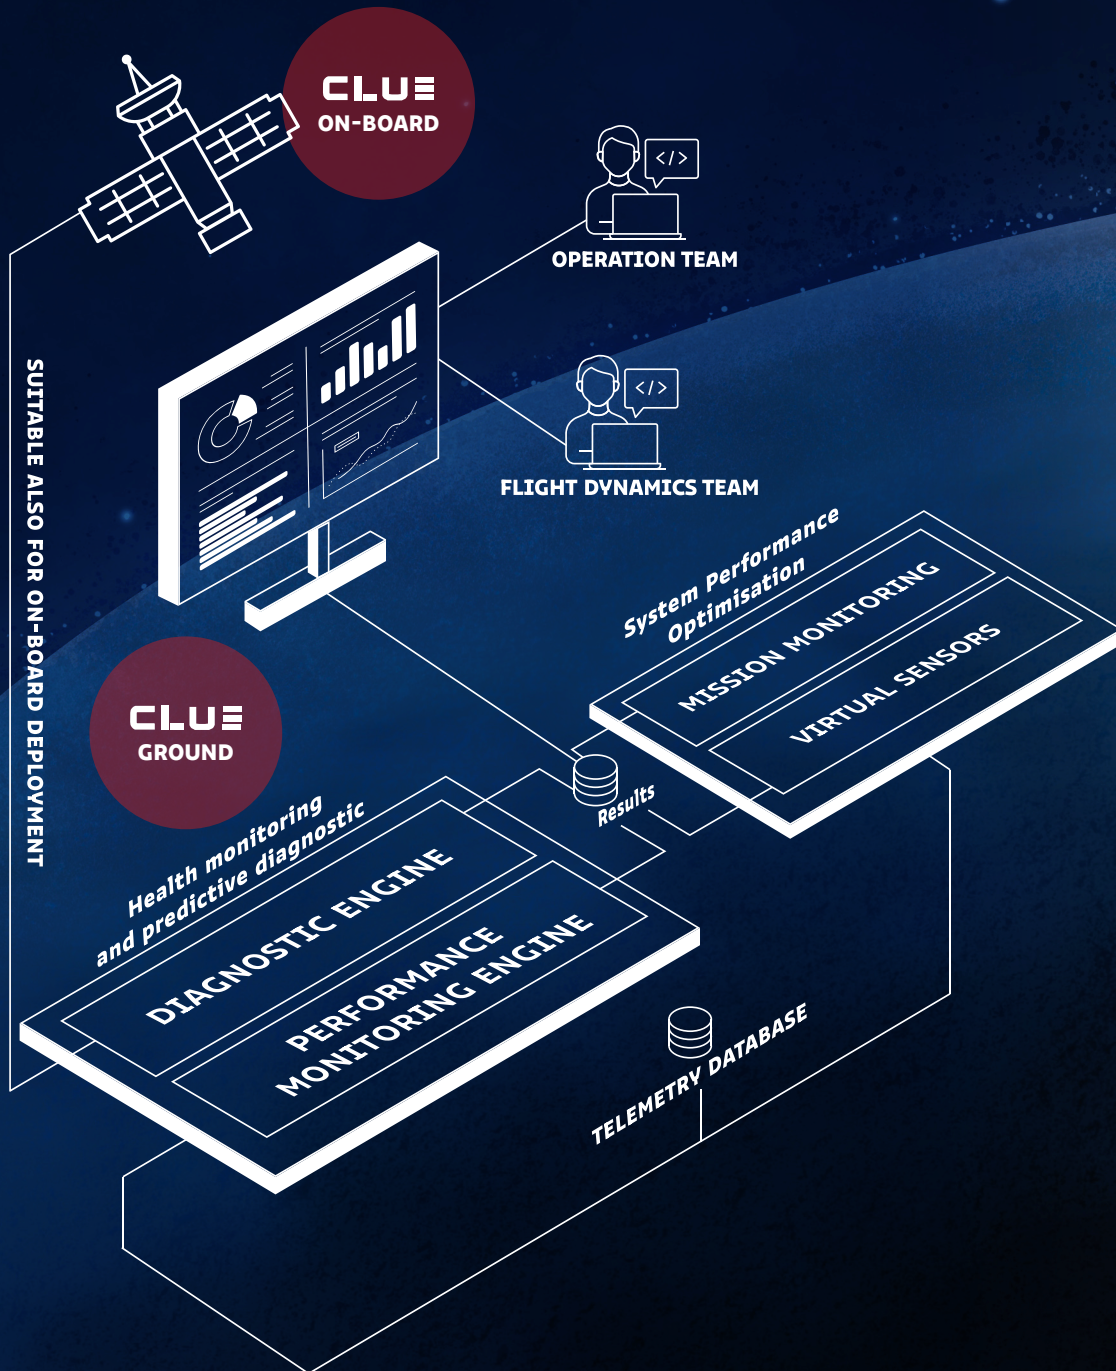 CLUE
ON-BOARD
OPERATION TEAM
FLIGHT DYNAMICS TEAM
SUITABLE ALSO FOR ON-BOARD DEPLOYMENT
System Performance
Optimisation
MISSION MONITORING
VIRTUAL SENSORS
CLUE
GROUND
Results
Health monitoring
and predictive diagnostic
DIAGNOSTIC ENGINE
PERFORMANCE
MONITORING ENGINE
TELEMETRY DATABASE